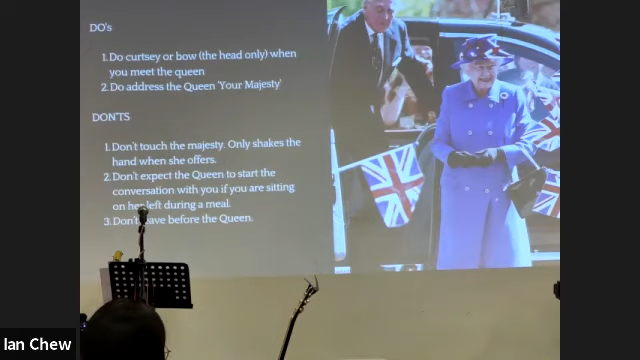 DO's
1. Do curtsey or bow (the head only) when
you meet the queen
2. Do address the Queen 'Your Majesty'
DON'TS
1. Don't touch the majesty. Only shakes the
hand when she offers.
2. Don't expect the Queen to start the
conversation with you if you are sitting
on her left during a meal.
3. Don't leave before the Queen.
Ian Chew